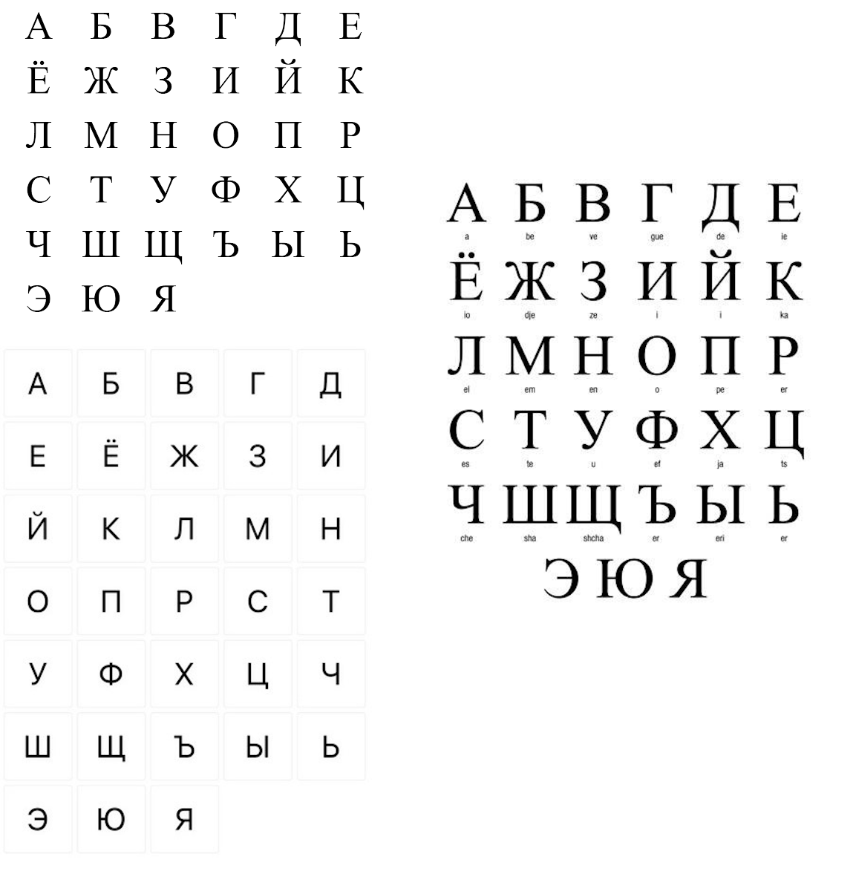 А Б В Г Д Е
Ё Ж З И Й К
Л М Н О П Р
С Т У Ф Х Ц
Ч Ш Щ Ъ Ы Ь
Э Ю Я
А Б В Г Д
Е Ё Ж З И
Й К Л М Н
О П Р С Т
У Ф Х Ц Ч
Ш Щ Ъ Ы Ь
Э Ю Я
А Б В Г Д Е
a be ve gue de ie
Ё Ж З И Й К
io dje ze i i ka
Л М Н О П Р
el em en o pe er
С Т У Ф Х Ц
es te u ef ja ts
Ч Ш Щ Ъ Ы Ь
che sha shcha er eri er
Э Ю Я